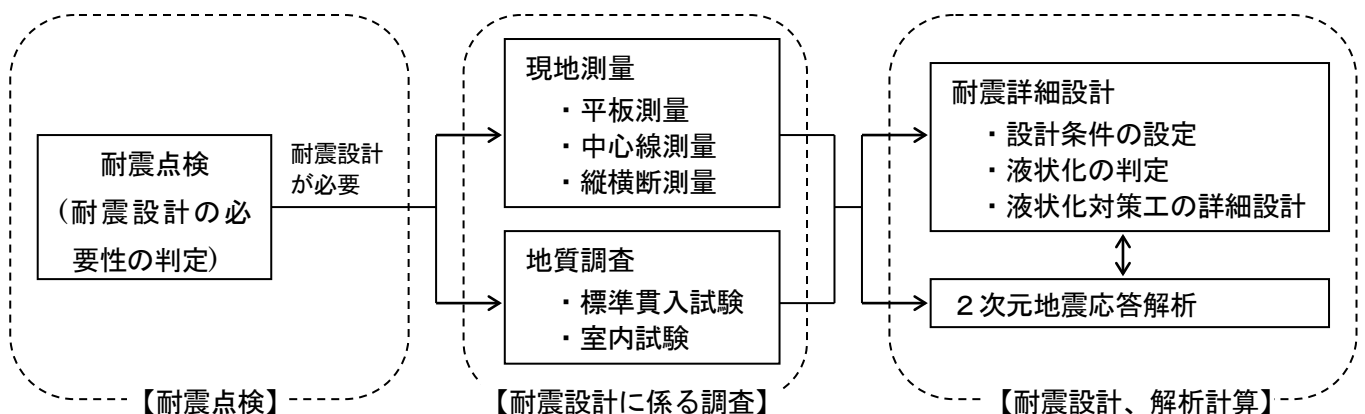 耐震点検
(耐震設計の必
要性の判定)
【耐震点検】
耐震設計
が必要
現地測量
・平板測量
・中心線測量
・縦横断測量
地質調査
・標準貫入試験
・室内試験
【耐震設計に係る調査】
耐震詳細設計
・設計条件の設定
・液状化の判定
・液状化対策工の詳細設計
２次元地震応答解析
【耐震設計、解析計算】